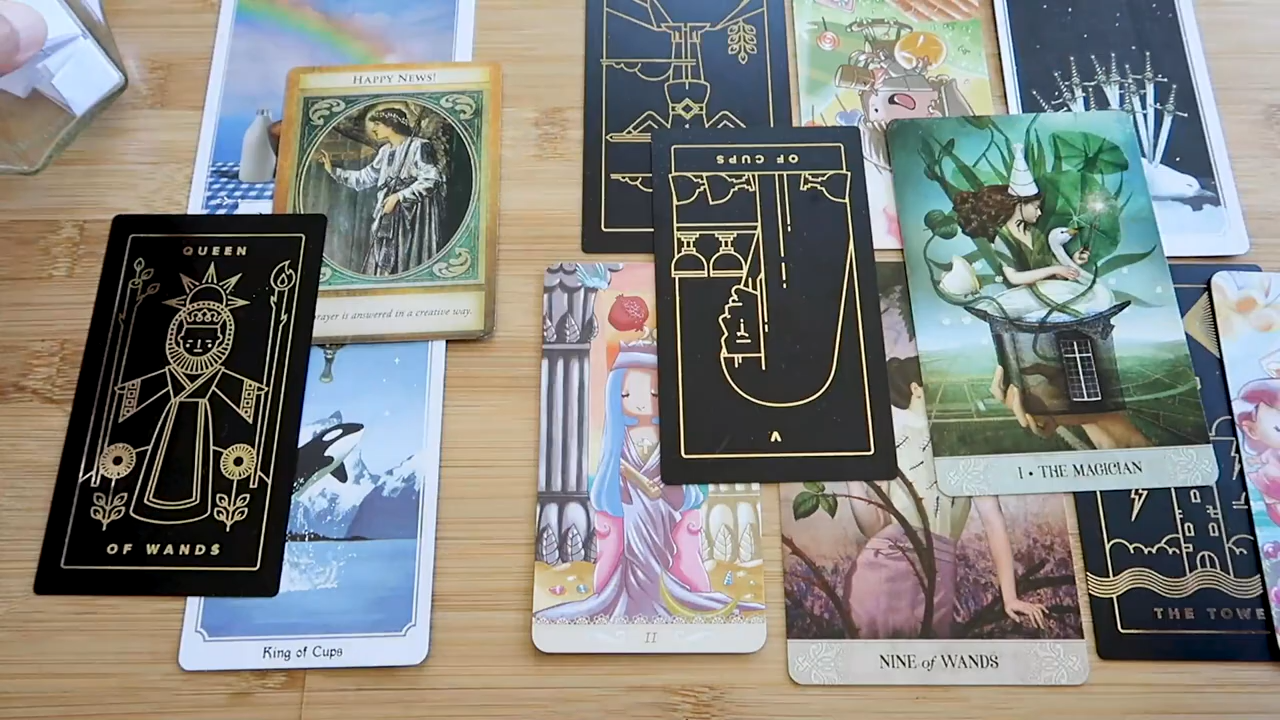 HAPPY NEWS!
prayer is answered in a creative way.
QUEEN
OF WANDS
King of Cups
OF CUPS
V
II
I • THE MAGICIAN
NINE of WANDS
THE TOWE